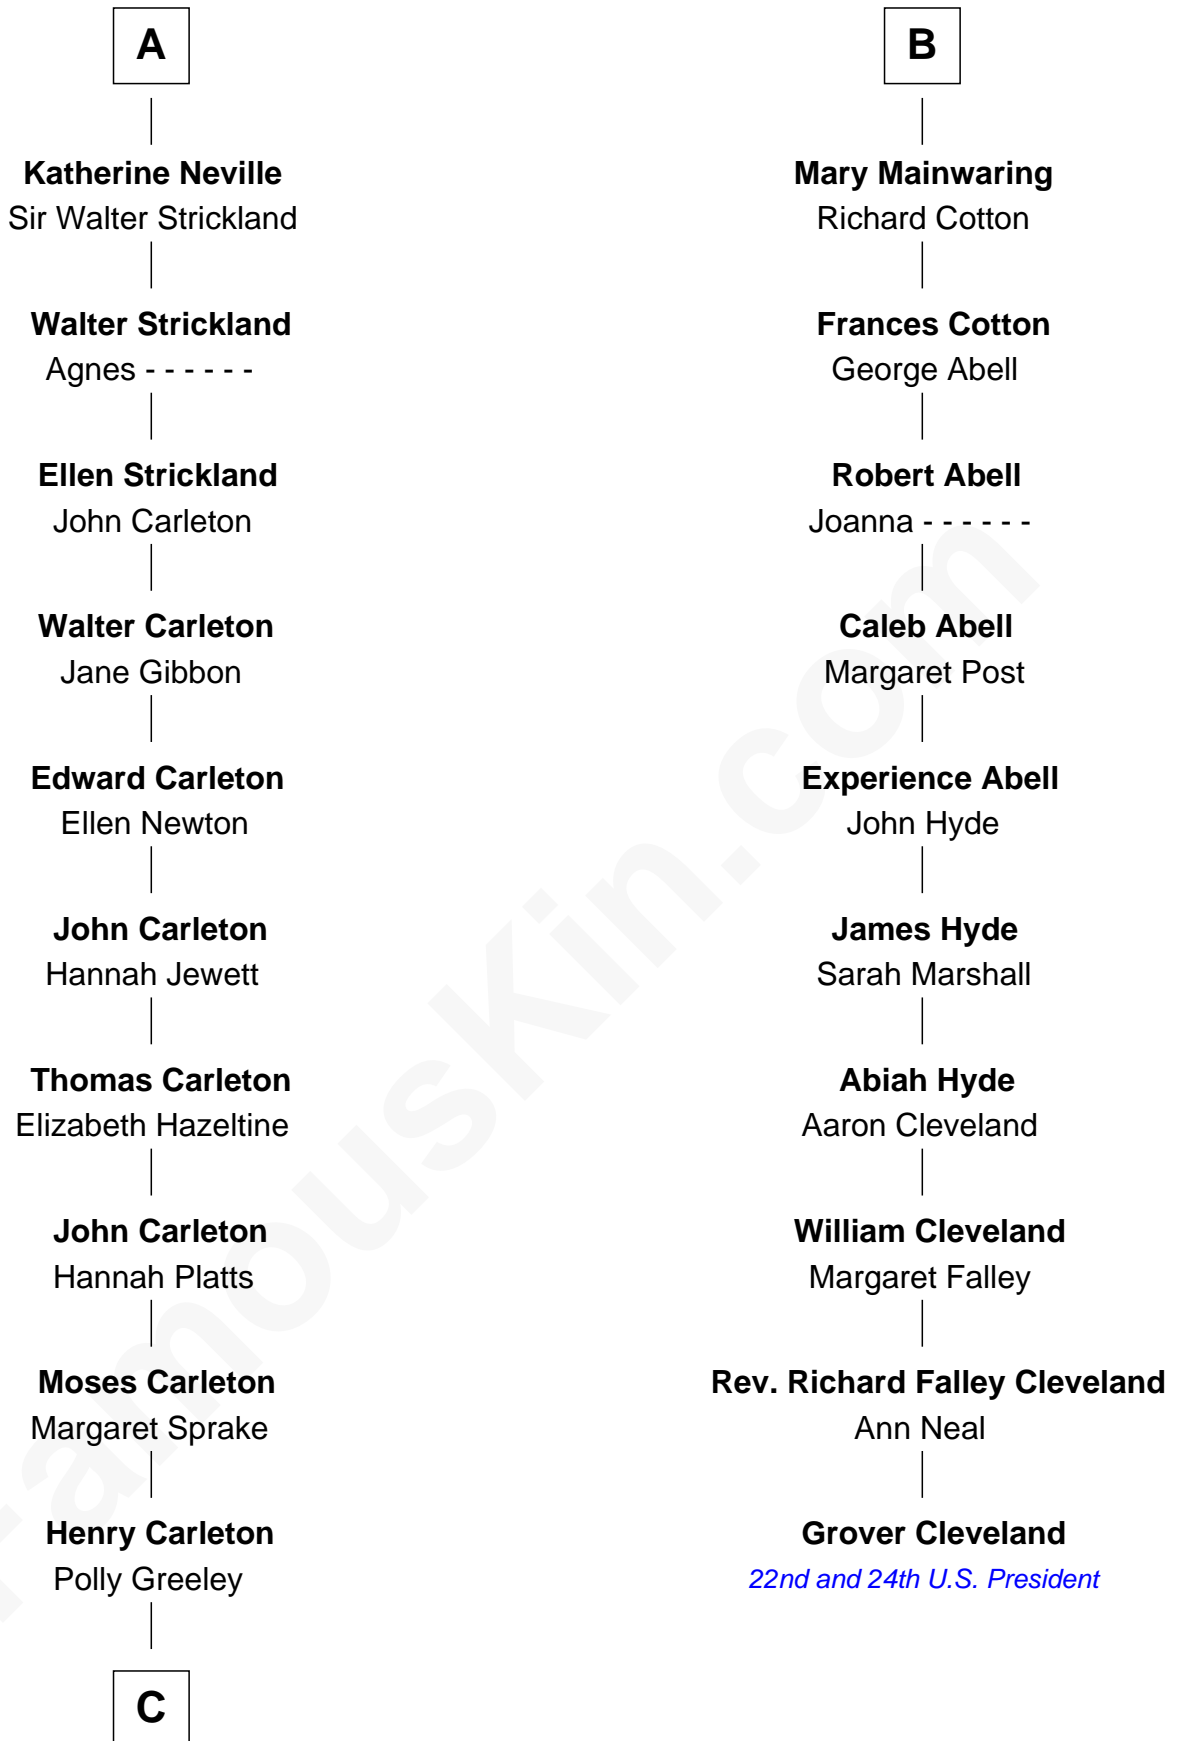 A
Katherine Neville
Sir Walter Strickland
Walter Strickland
Agnes - - - - - -
Ellen Strickland
John Carleton
Walter Carleton
Jane Gibbon
Edward Carleton
Ellen Newton
John Carleton
Hannah Jewett
Thomas Carleton
Elizabeth Hazeltine
John Carleton
Hannah Platts
Moses Carleton
Margaret Sprake
Henry Carleton
Polly Greeley
C
B
Mary Mainwaring
Richard Cotton
Frances Cotton
George Abell
Robert Abell
Joanna - - - - - -
Caleb Abell
Margaret Post
Experience Abell
John Hyde
James Hyde
Sarah Marshall
Abiah Hyde
Aaron Cleveland
William Cleveland
Margaret Falley
Rev. Richard Falley Cleveland
Ann Neal
Grover Cleveland
22nd and 24th U.S. President
FamousKin.com